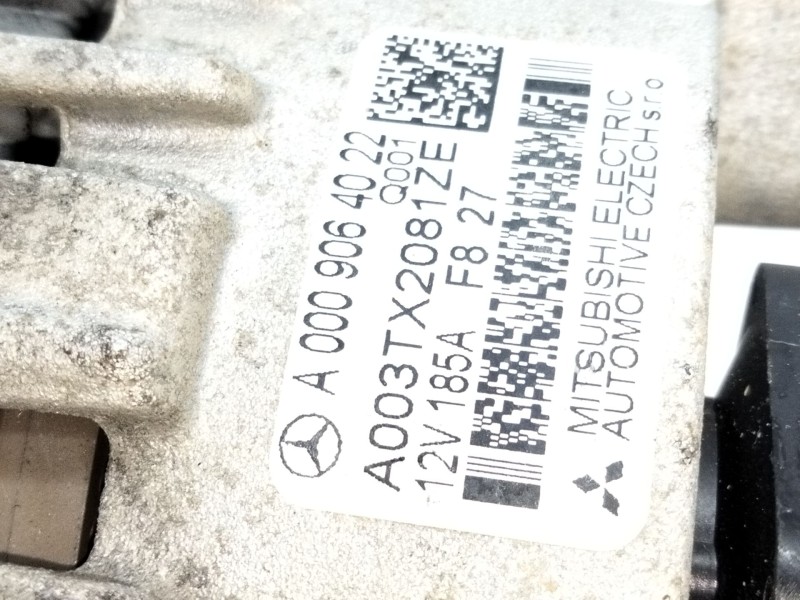 A 000 906 40 22
Q001
A003TX2081ZE
12V 185A F8 27
MITSUBISHI ELECTRIC
AUTOMOTIVE CZECH s r o